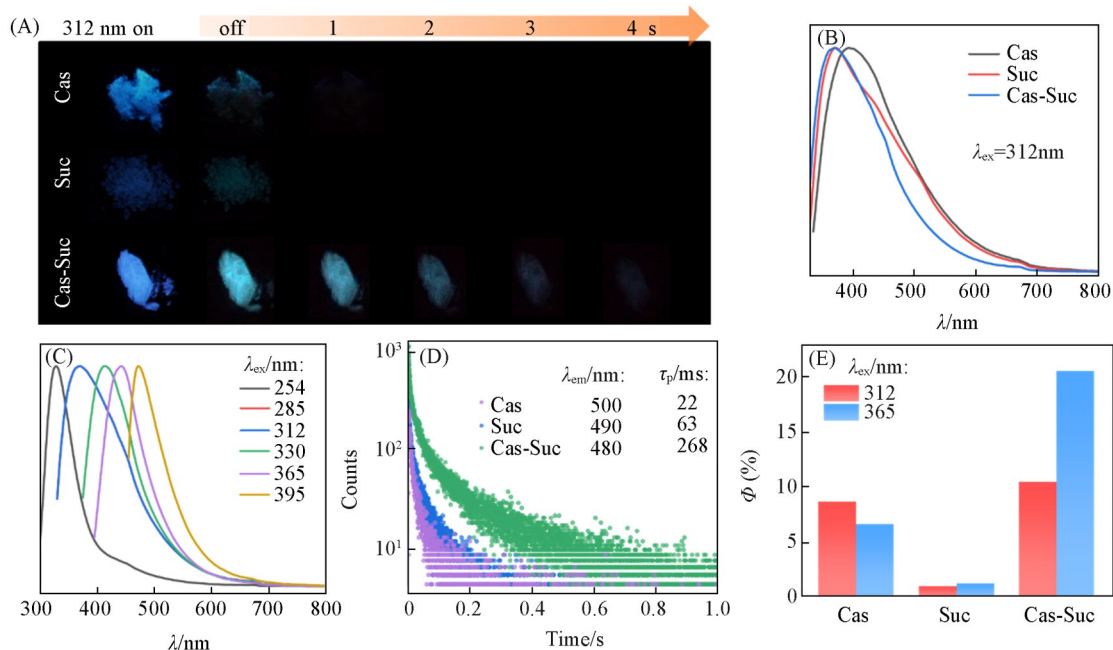 (A) 312 nm on off 1 2 3 4 s
Cas
Suc
Cas-Suc
(B)
Cas
Suc
Cas-Suc
λex=312nm
400 500 600 700 800
λ/nm
(C)
λex/nm:
254
285
312
330
365
395
300 400 500 600 700 800
λ/nm
(D)
λem/nm: τp/ms:
Cas 500 22
Suc 490 63
Cas-Suc 480 268
10³
10²
10¹
Counts
0 0.2 0.4 0.6 0.8 1.0
Time/s
(E)
λex/nm:
312
365
20
15
10
5
0
Φ (%)
Cas Suc Cas-Suc